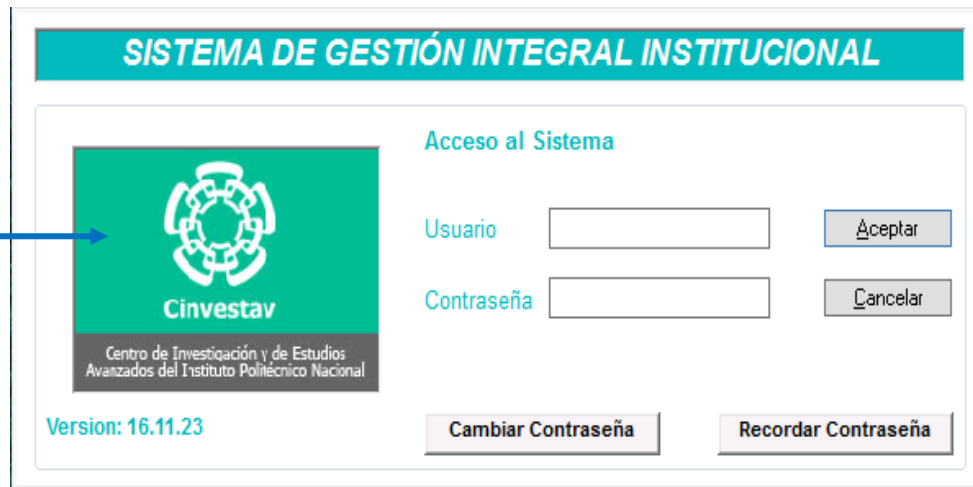 SISTEMA DE GESTIÓN INTEGRAL INSTITUCIONAL
Acceso al Sistema
Usuario
Aceptar
Contraseña
Cancelar
Cinvestav
Centro de Investigación y de Estudios
Avanzados del Instituto Politécnico Nacional
Version: 16.11.23
Cambiar Contraseña
Recordar Contraseña